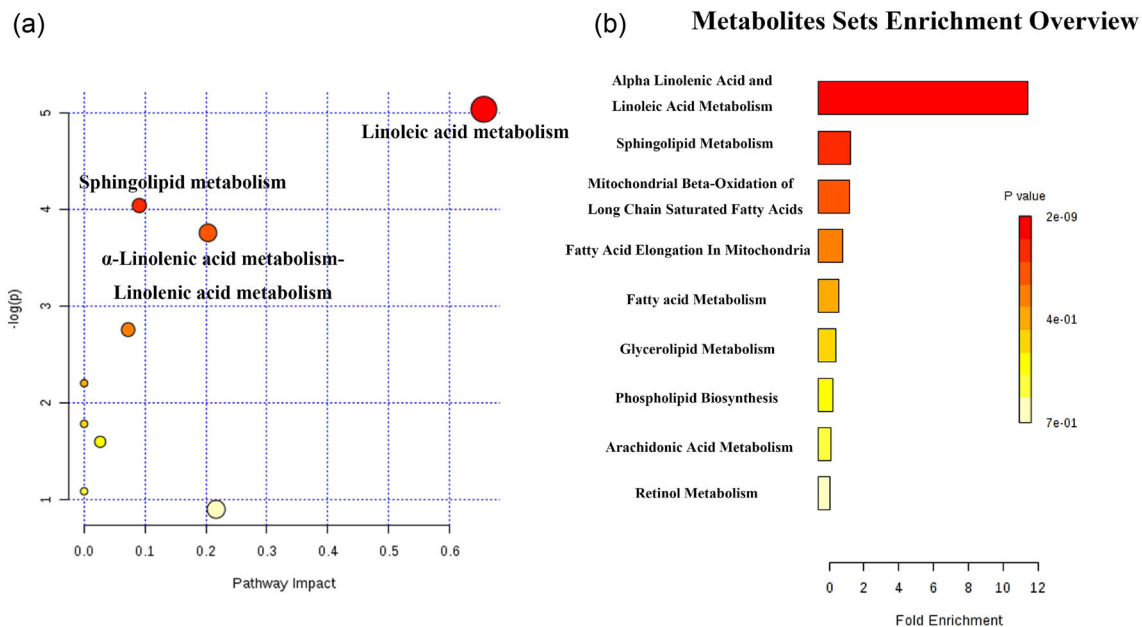 (a)
5
4
3
2
1
-log(p)
Linoleic acid metabolism
Sphingolipid metabolism
α-Linolenic acid metabolism-
Linolenic acid metabolism
0.0 0.1 0.2 0.3 0.4 0.5 0.6
Pathway Impact
(b)
Metabolites Sets Enrichment Overview
Alpha Linolenic Acid and
Linoleic Acid Metabolism
Sphingolipid Metabolism
Mitochondrial Beta-Oxidation of
Long Chain Saturated Fatty Acids
Fatty Acid Elongation In Mitochondria
Fatty acid Metabolism
Glycerolipid Metabolism
Phospholipid Biosynthesis
Arachidonic Acid Metabolism
Retinol Metabolism
P value
2e-09
4e-01
7e-01
0 2 4 6 8 10 12
Fold Enrichment